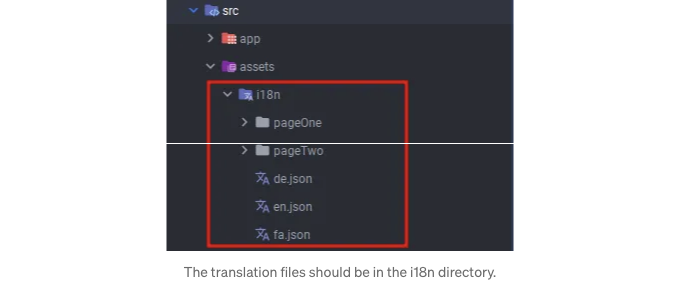 src
app
assets
i18n
pageOne
pageTwo
de.json
en.json
fa.json
The translation files should be in the i18n directory.